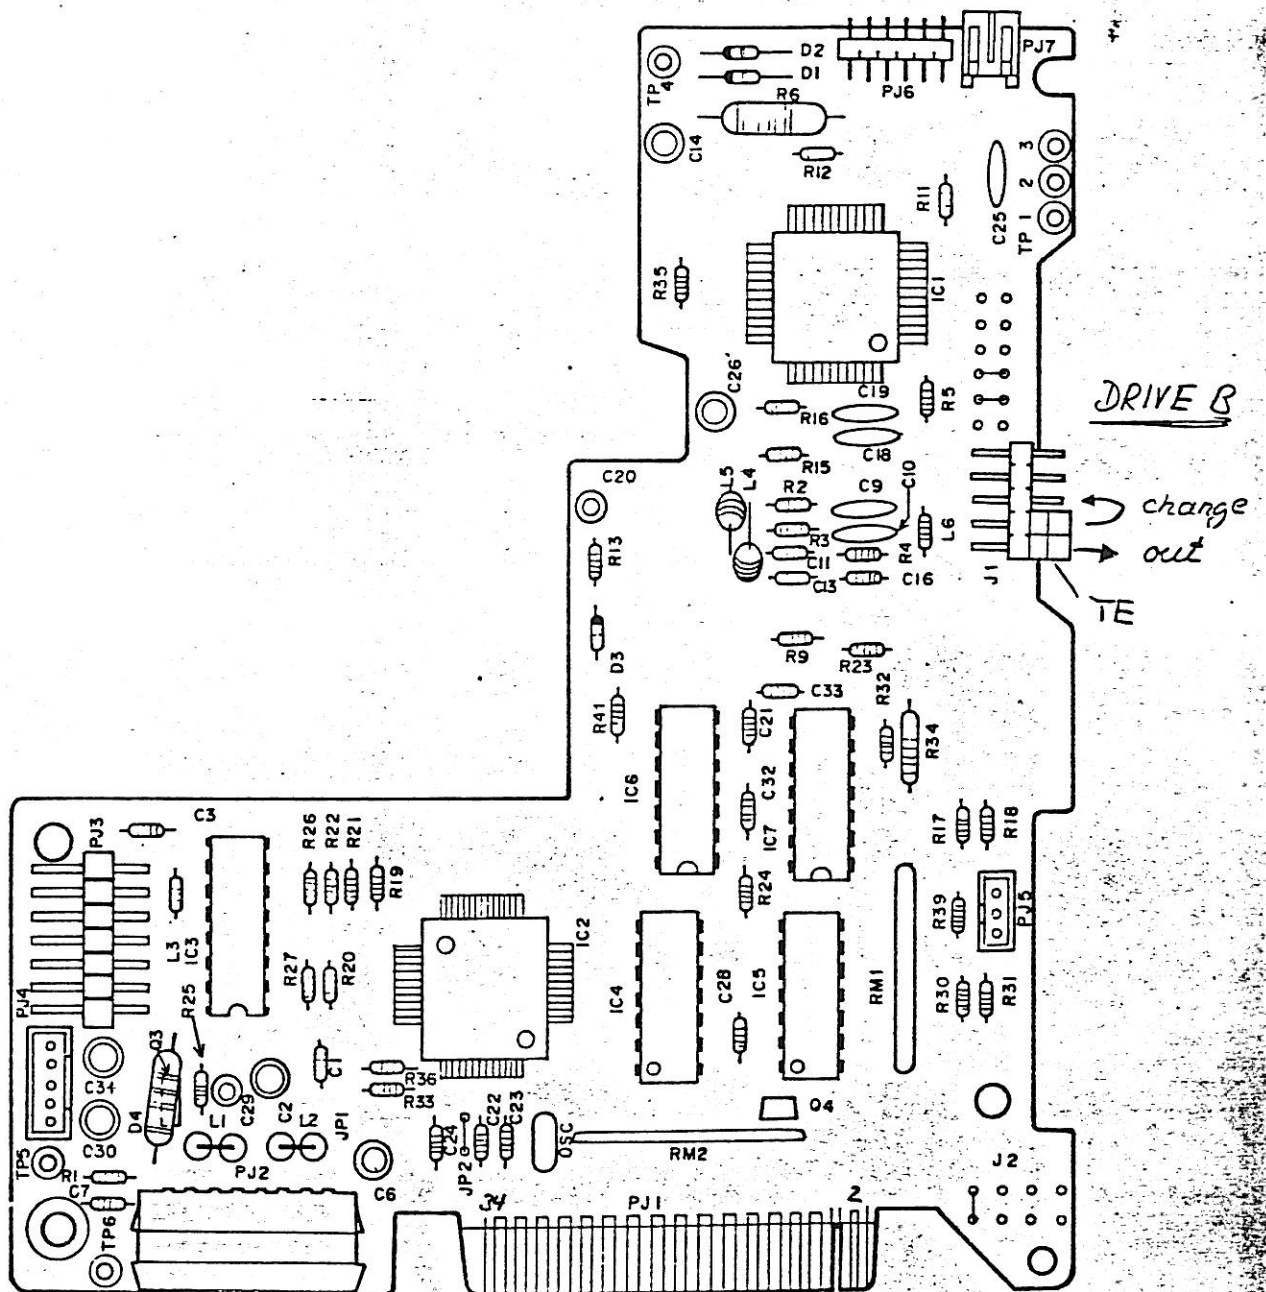 D2
PJ7
D1
TP4
PJ6
R6
C14
3
R12
2
R11
C25
TP 1
R35
IC1
C26
DRIVE B
C19
R5
R16
C18
R15
C10
C20
L5
L4
R2
C9
change
R3
L6
R13
C11
R4
out
C13
C16
J1
TE
R9
R23
D3
C33
R32
R41
C21
R34
IC6
C32
IC7
PJ3
C3
R26
R22
R21
R17
R18
R19
R24
R39
PJ5
IC2
L3
IC3
R27
R20
PJ4
R25
IC4
C28
IC5
RM1
R30
R31
Q3
C34
C1
R36
R33
D4
C29
C2
L1
L2
JP1
C22
C23
Q4
C30
C24
OSC
RM2
TP5
R1
PJ2
JP2
J2
C7
C6
34
PJ1
2
TP6